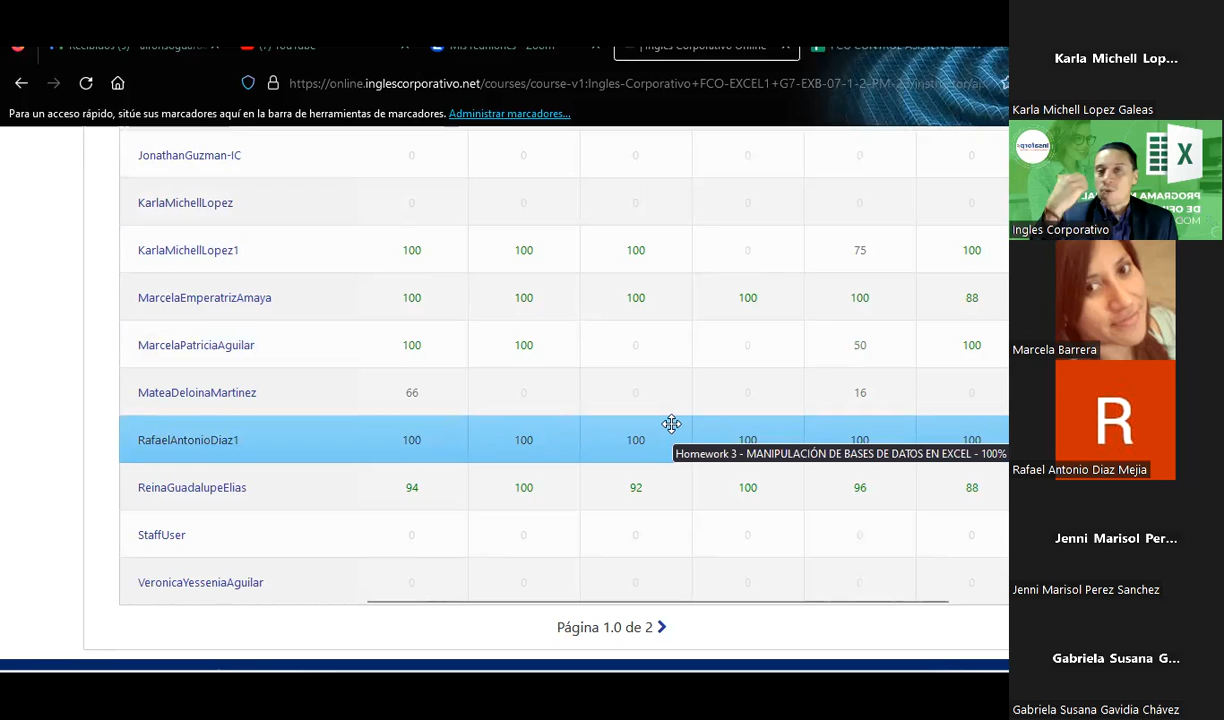 https://online.inglescorporativo.net/courses/course-v1:Ingles-Corporativo+FCO-EXCEL1+G7-EXB-07-1-2-PM-23/instructor/ap
Para un acceso rápido, sitúe sus marcadores aquí en la barra de herramientas de marcadores. Administrar marcadores...
JonathanGuzman-IC 0 0 0 0 0 0
KarlaMichellLopez 0 0 0 0 0 0
KarlaMichellLopez1 100 100 100 0 75 100
MarcelaEmperatrizAmaya 100 100 100 100 100 88
MarcelaPatriciaAguilar 100 100 0 0 50 100
MateaDeloinaMartinez 66 0 0 0 16 0
RafaelAntonioDiaz1 100 100 100 100 100 100
Homework 3 - MANIPULACIÓN DE BASES DE DATOS EN EXCEL - 100%
ReinaGuadalupeElias 94 100 92 100 96 88
StaffUser 0 0 0 0 0 0
VeronicaYesseniaAguilar 0 0 0 0 0 0
Página 1.0 de 2
Karla Michell Lop...
Karla Michell Lopez Galeas
X
Ingles Corporativo
Marcela Barrera
R
Rafael Antonio Diaz Mejia
Jenni Marisol Per...
Jenni Marisol Perez Sanchez
Gabriela Susana G...
Gabriela Susana Gavidia Chávez